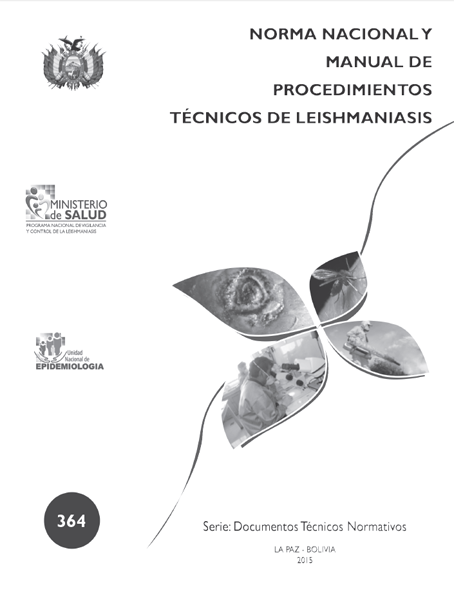 NORMA NACIONAL Y
MANUAL DE
PROCEDIMIENTOS
TÉCNICOS DE LEISHMANIASIS
MINISTERIO
de SALUD
PROGRAMA NACIONAL DE VIGILANCIA
Y CONTROL DE LA LEISHMANIASIS
Unidad
Nacional de
EPIDEMIOLOGIA
364
Serie: Documentos Técnicos Normativos
LA PAZ - BOLIVIA
2015